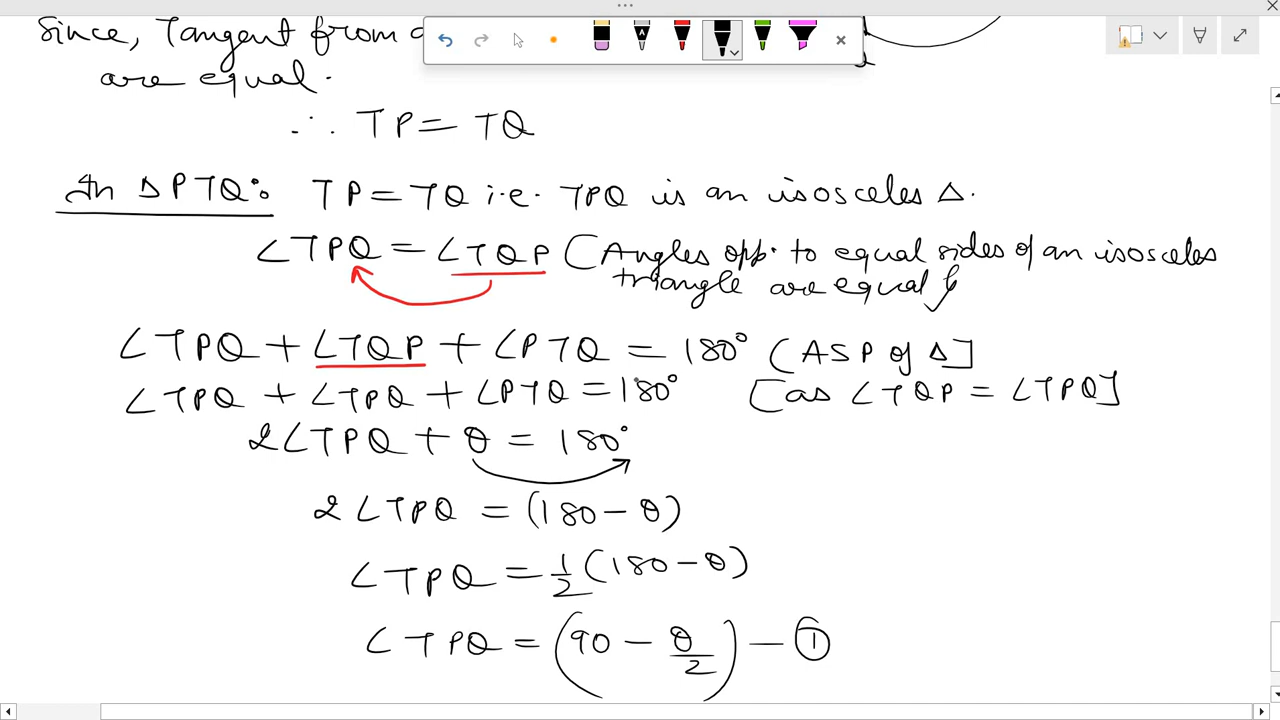 Since, Tangent from
are equal.
∴ TP = TQ
In Δ PTQ: TP = TQ i.e. TPQ is an isosceles Δ.
∠TPQ = ∠TQP (Angles opp. to equal sides of an isosceles
triangle are equal}
∠TPQ + ∠TQP + ∠PTQ = 180° (ASP of Δ]
∠TPQ + ∠TPQ + ∠PTQ = 180° [as ∠TQP = ∠TPQ]
2∠TPQ + θ = 180°
2∠TPQ = (180 - θ)
∠TPQ = 1/2 (180 - θ)
∠TPQ = (90 - θ/2) - ①